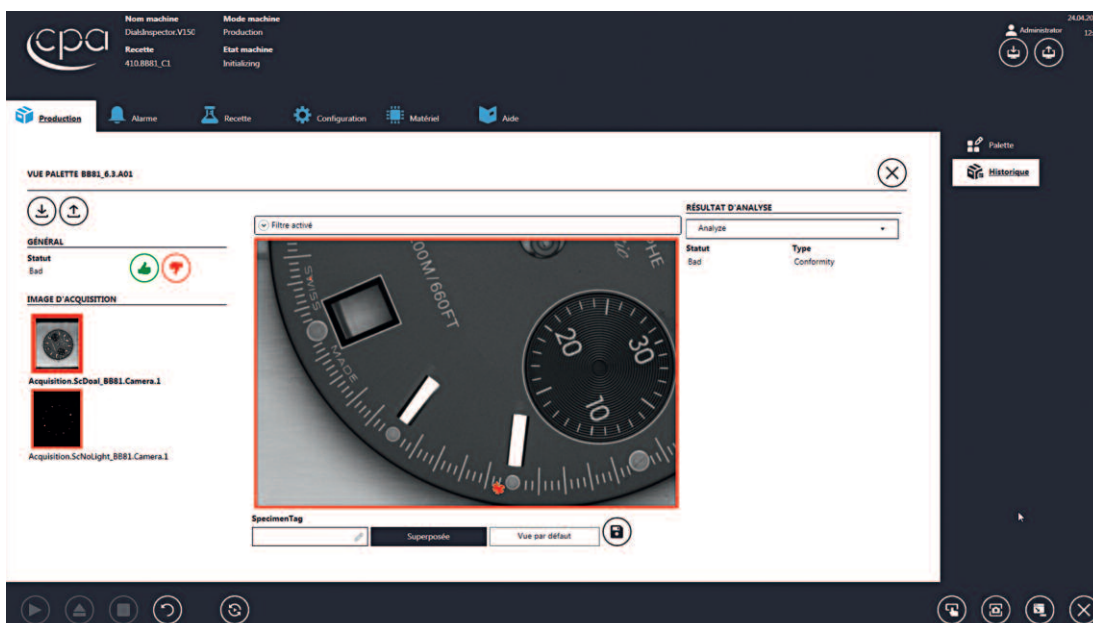 24.04.20
cpa
Nom machine
DialsInspector.V150
Mode machine
Production
Recette
410.BB81_C1
Etat machine
Initializing
Administrator
12:
Production
Alarme
Recette
Configuration
Matériel
Aide
Palette
Historique
VUE PALETTE BB81_6.3.A01
GÉNÉRAL
Statut
Bad
IMAGE D'ACQUISITION
Acquisition.ScDoal_BB81.Camera.1
Acquisition.ScNoLight_BB81.Camera.1
Filtre activé
200M/660FT
PHE
SWISS
MADE
20
30
10
SpecimenTag
Superposée
Vue par défaut
RÉSULTAT D'ANALYSE
Analyze
Statut
Type
Bad
Conformity